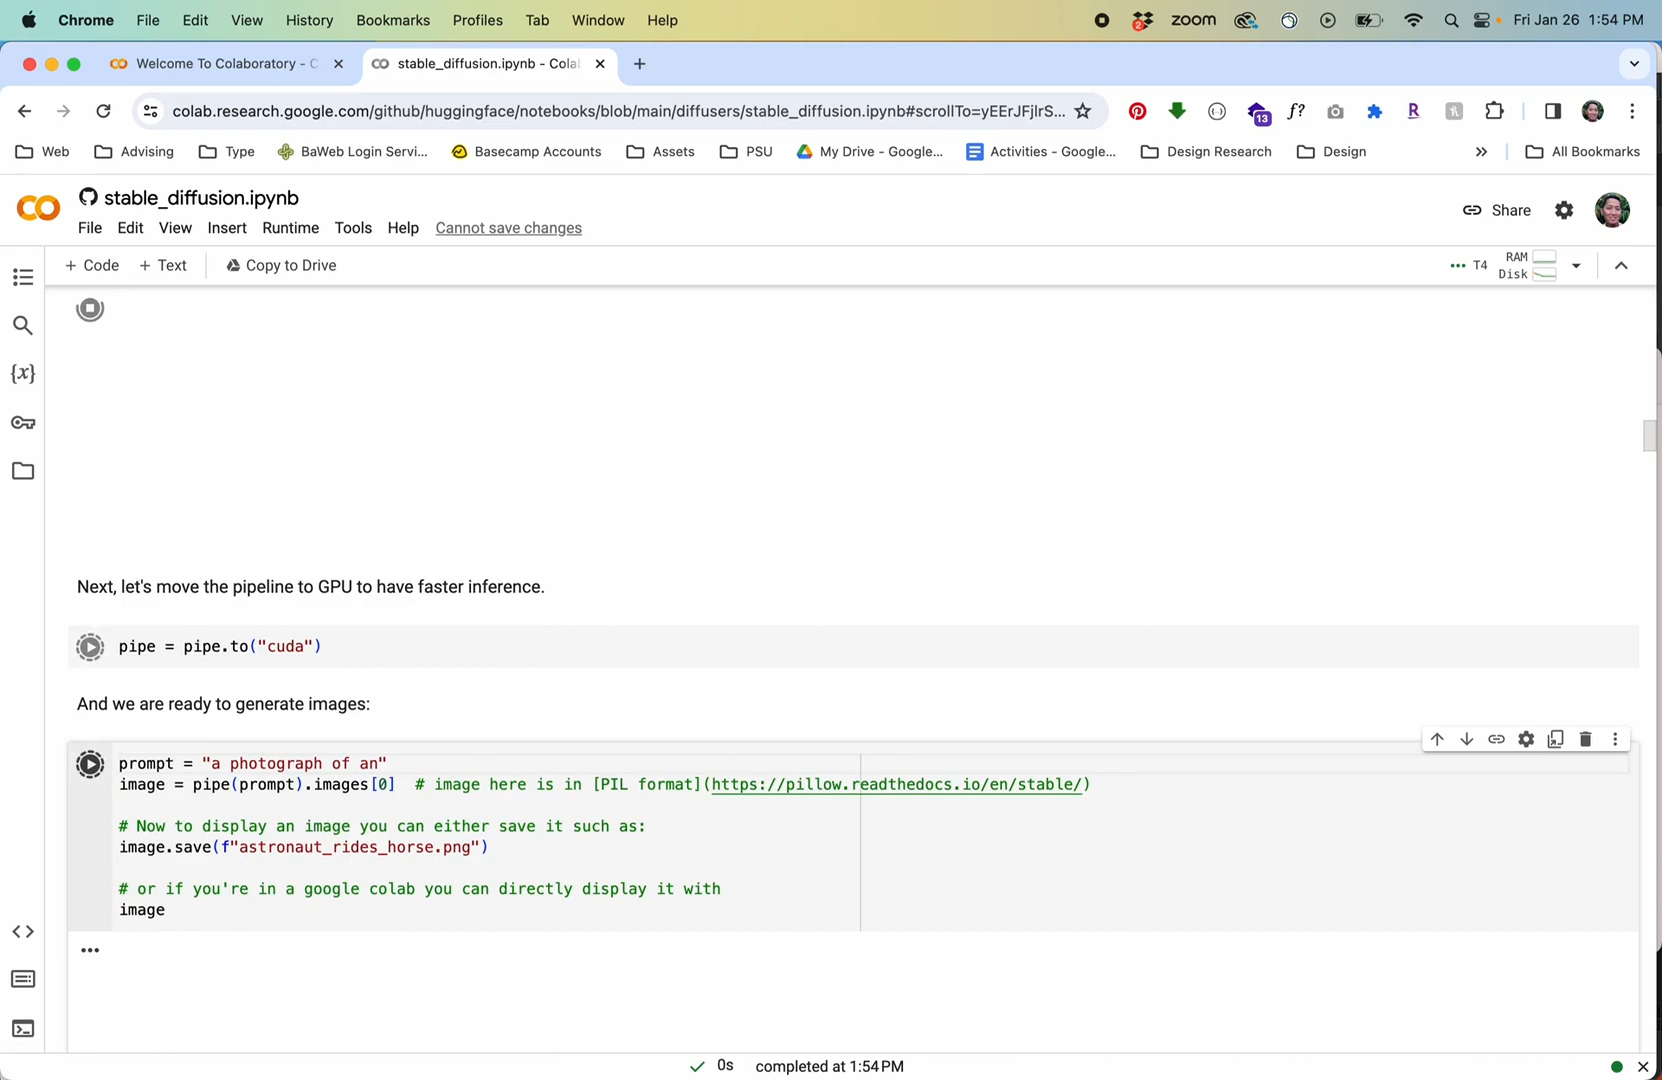 Chrome File Edit View History Bookmarks Profiles Tab Window Help 2 zoom Fri Jan 26 1:54 PM
Welcome To Colaboratory - C
stable_diffusion.ipynb - Cola
colab.research.google.com/github/huggingface/notebooks/blob/main/diffusers/stable_diffusion.ipynb#scrollTo=yEErJFjlrS... 13 f? R
Web Advising Type BaWeb Login Servi... Basecamp Accounts Assets PSU My Drive - Google... Activities - Google... Design Research Design » All Bookmarks
stable_diffusion.ipynb
File Edit View Insert Runtime Tools Help Cannot save changes
Share
+ Code + Text Copy to Drive
T4 RAM
Disk
{x}
Next, let's move the pipeline to GPU to have faster inference.
pipe = pipe.to("cuda")
And we are ready to generate images:
prompt = "a photograph of an"
image = pipe(prompt).images[0]  # image here is in [PIL format](https://pillow.readthedocs.io/en/stable/)
# Now to display an image you can either save it such as:
image.save(f"astronaut_rides_horse.png")
# or if you're in a google colab you can directly display it with
image
0s completed at 1:54 PM